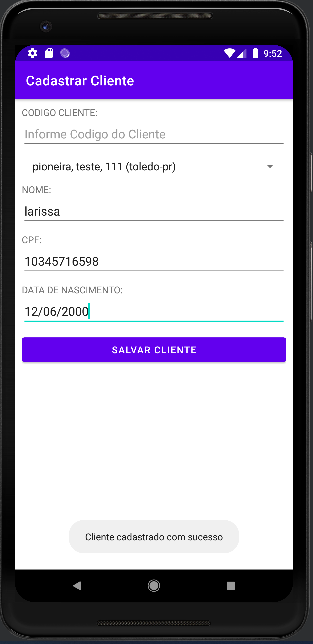 9:52
Cadastrar Cliente
CODIGO CLIENTE:
Informe Codigo do Cliente
pioneira, teste, 111 (toledo-pr)
NOME:
larissa
CPF:
10345716598
DATA DE NASCIMENTO:
12/06/2000
SALVAR CLIENTE
Cliente cadastrado com sucesso